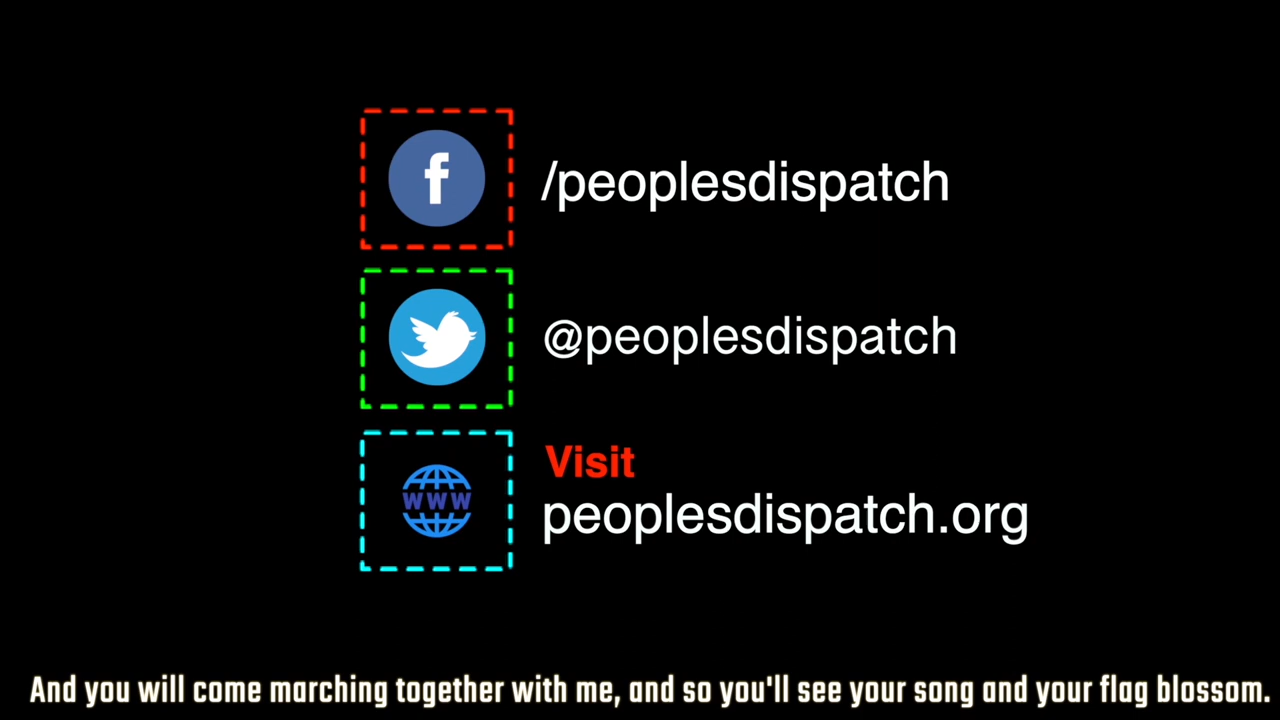 f
/peoplesdispatch
@peoplesdispatch
Visit
WWW
peoplesdispatch.org
And you will come marching together with me, and so you'll see your song and your flag blossom.